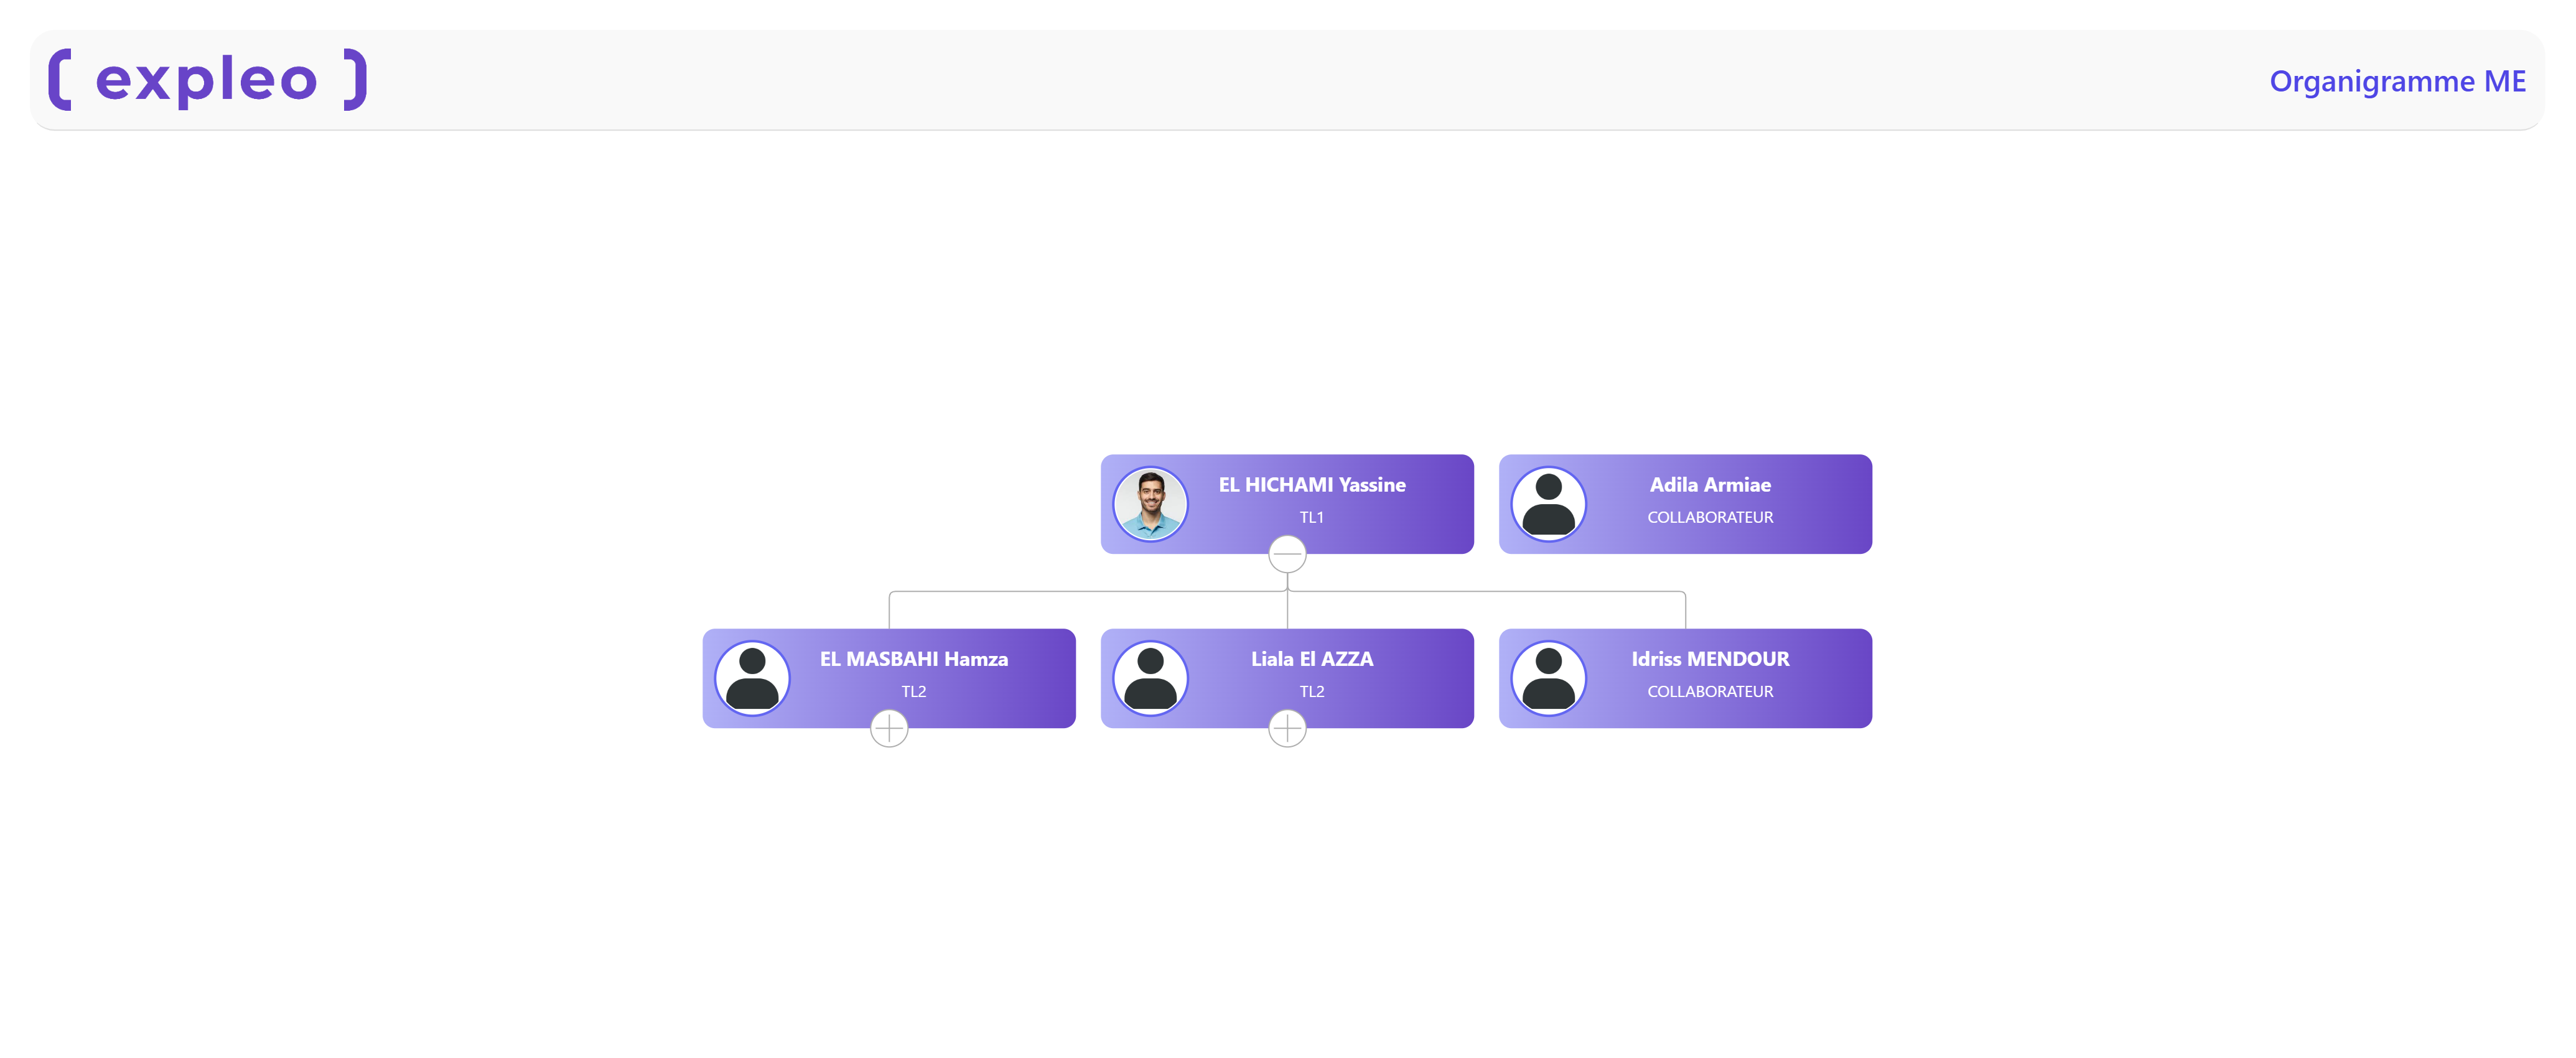 ( expleo )
Organigramme ME
EL HICHAMI Yassine
TL1
Adila Armiae
COLLABORATEUR
EL MASBAHI Hamza
TL2
Liala El AZZA
TL2
Idriss MENDOUR
COLLABORATEUR